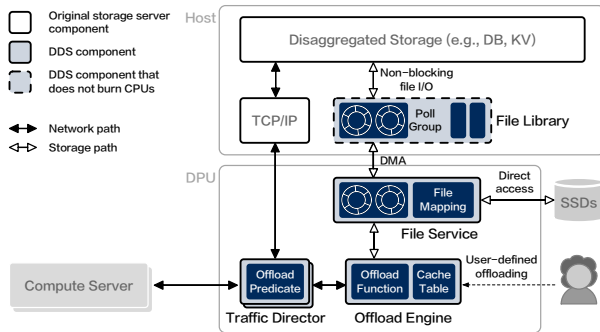 Original storage server
component
DDS component
DDS component that
does not burn CPUs
Network path
Storage path
Host
Disaggregated Storage (e.g., DB, KV)
Non-blocking
file I/O
TCP/IP
Poll
Group
File Library
DMA
DPU
File
Mapping
Direct
access
SSDs
File Service
Compute Server
Offload
Predicate
Traffic Director
Offload
Function
Cache
Table
Offload Engine
User-defined
offloading